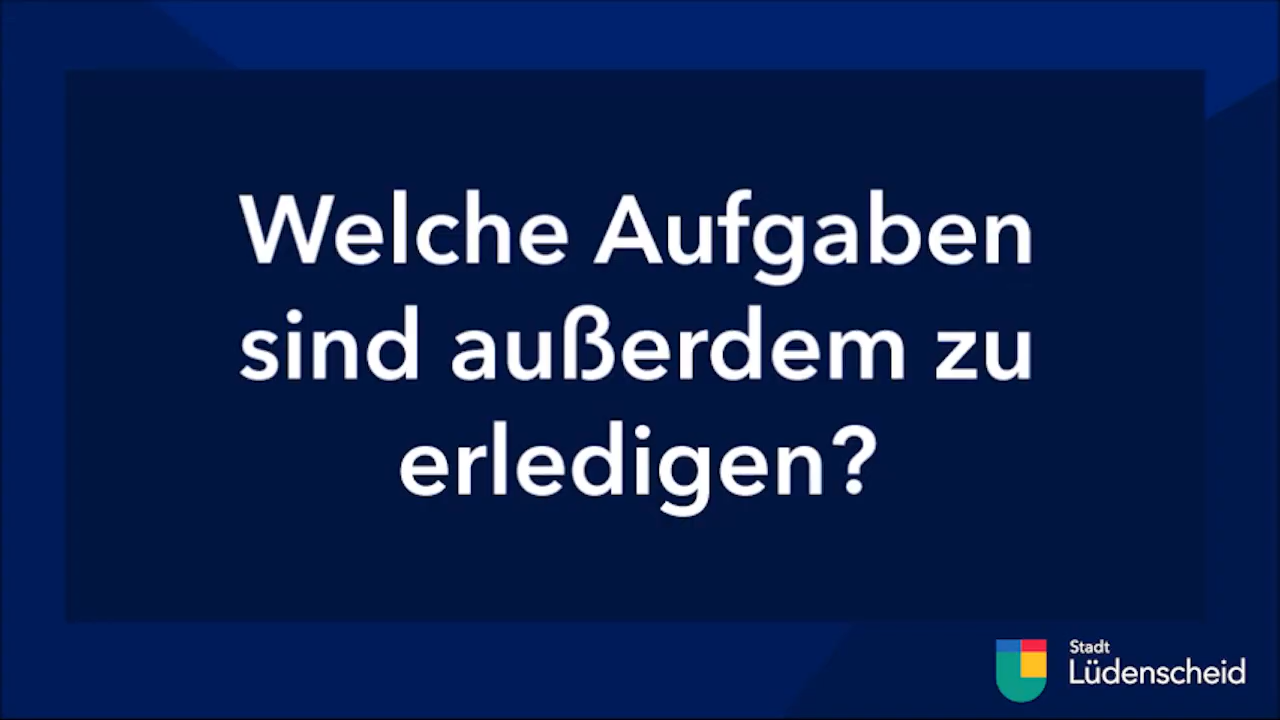 Welche Aufgaben
sind außerdem zu
erledigen?
Stadt
Lüdenscheid